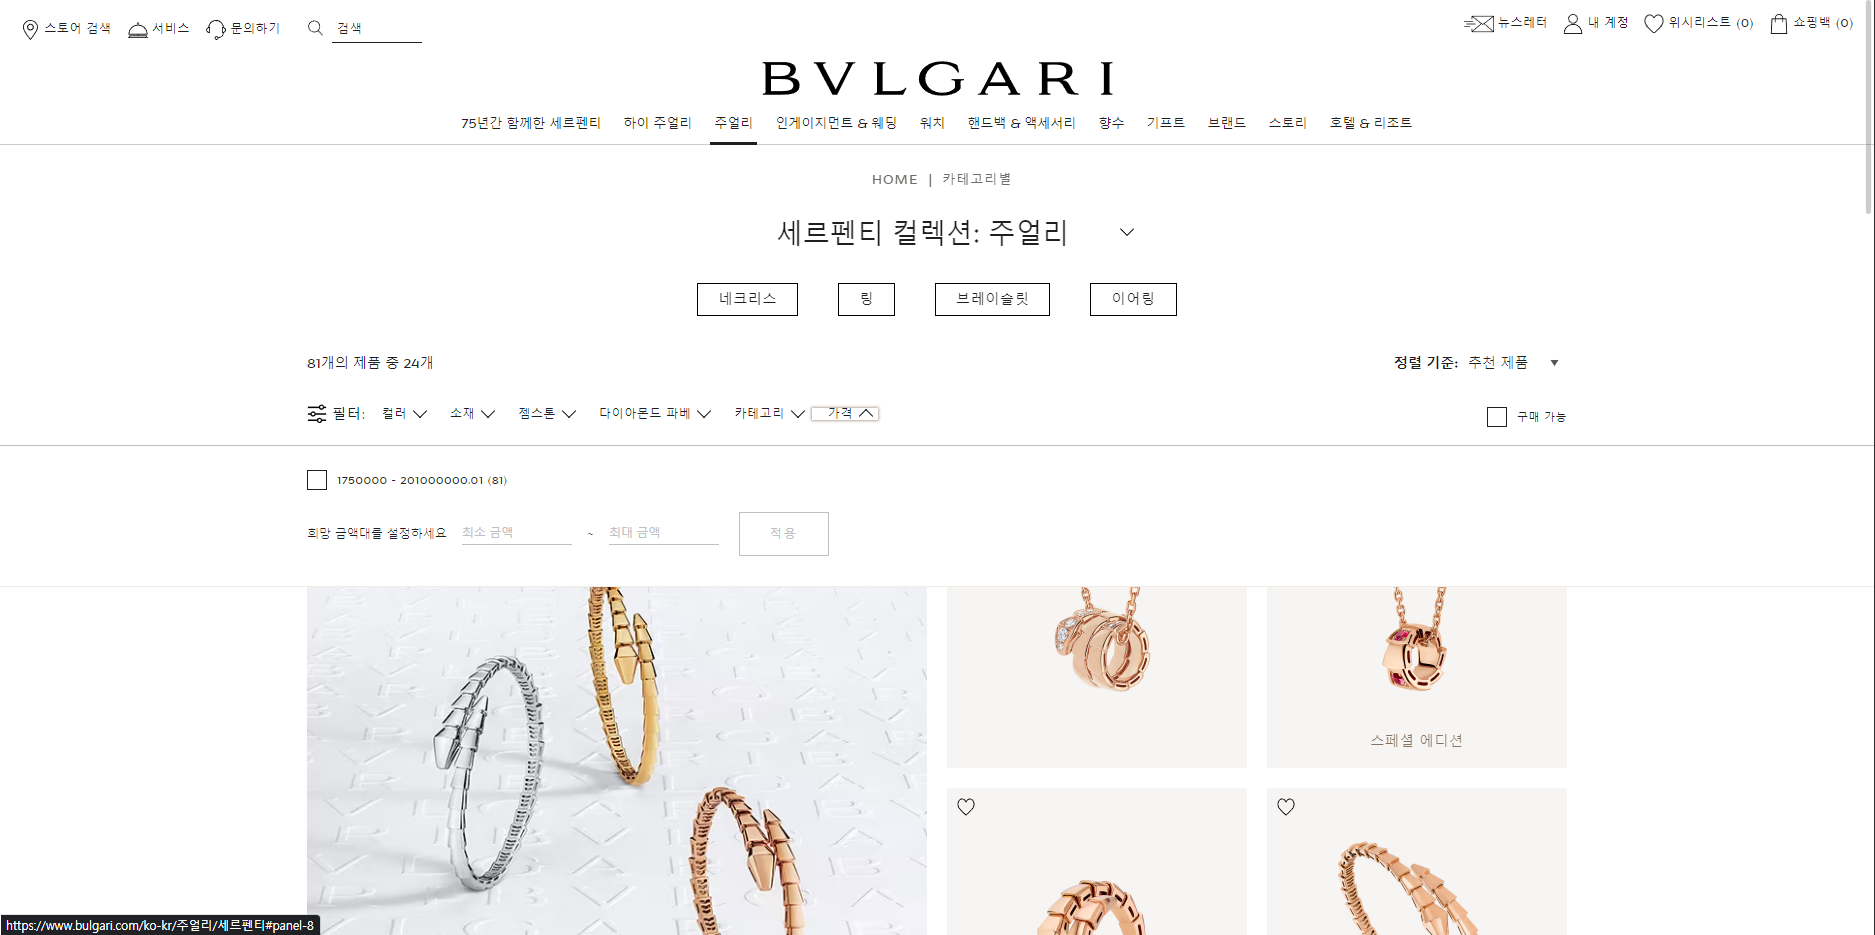 스토어 검색 서비스 문의하기 검색 뉴스레터 내 계정 위시리스트 (0) 쇼핑백 (0)
BVLGARI
75년간 함께한 세르펜티 하이 주얼리 주얼리 인게이지먼트 & 웨딩 워치 핸드백 & 액세서리 향수 기프트 브랜드 스토리 호텔 & 리조트
HOME | 카테고리별
세르펜티 컬렉션: 주얼리
네크리스 링 브레이슬릿 이어링
81개의 제품 중 24개 정렬 기준: 추천 제품
필터: 컬러 소재 젬스톤 다이아몬드 파베 카테고리 가격 구매 가능
1750000 - 201000000.01 (81)
희망 금액대를 설정하세요 최소 금액 ~ 최대 금액 적용
스페셜 에디션
https://www.bulgari.com/ko-kr/주얼리/세르펜티#panel-8